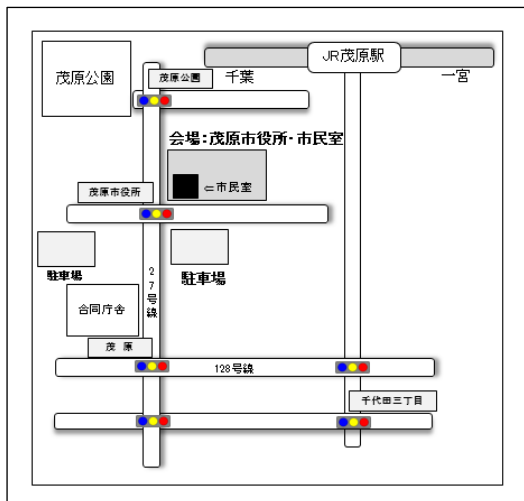 JR茂原駅
茂原公園
茂原公園
千葉
一宮
会場:茂原市役所・市民室
⇐市民室
茂原市役所
駐車場
駐車場
27号線
合同庁舎
茂 原
128号線
千代田三丁目